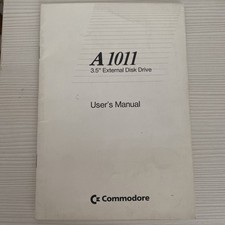 A 1011
3.5" External Disk Drive
User's Manual
Commodore